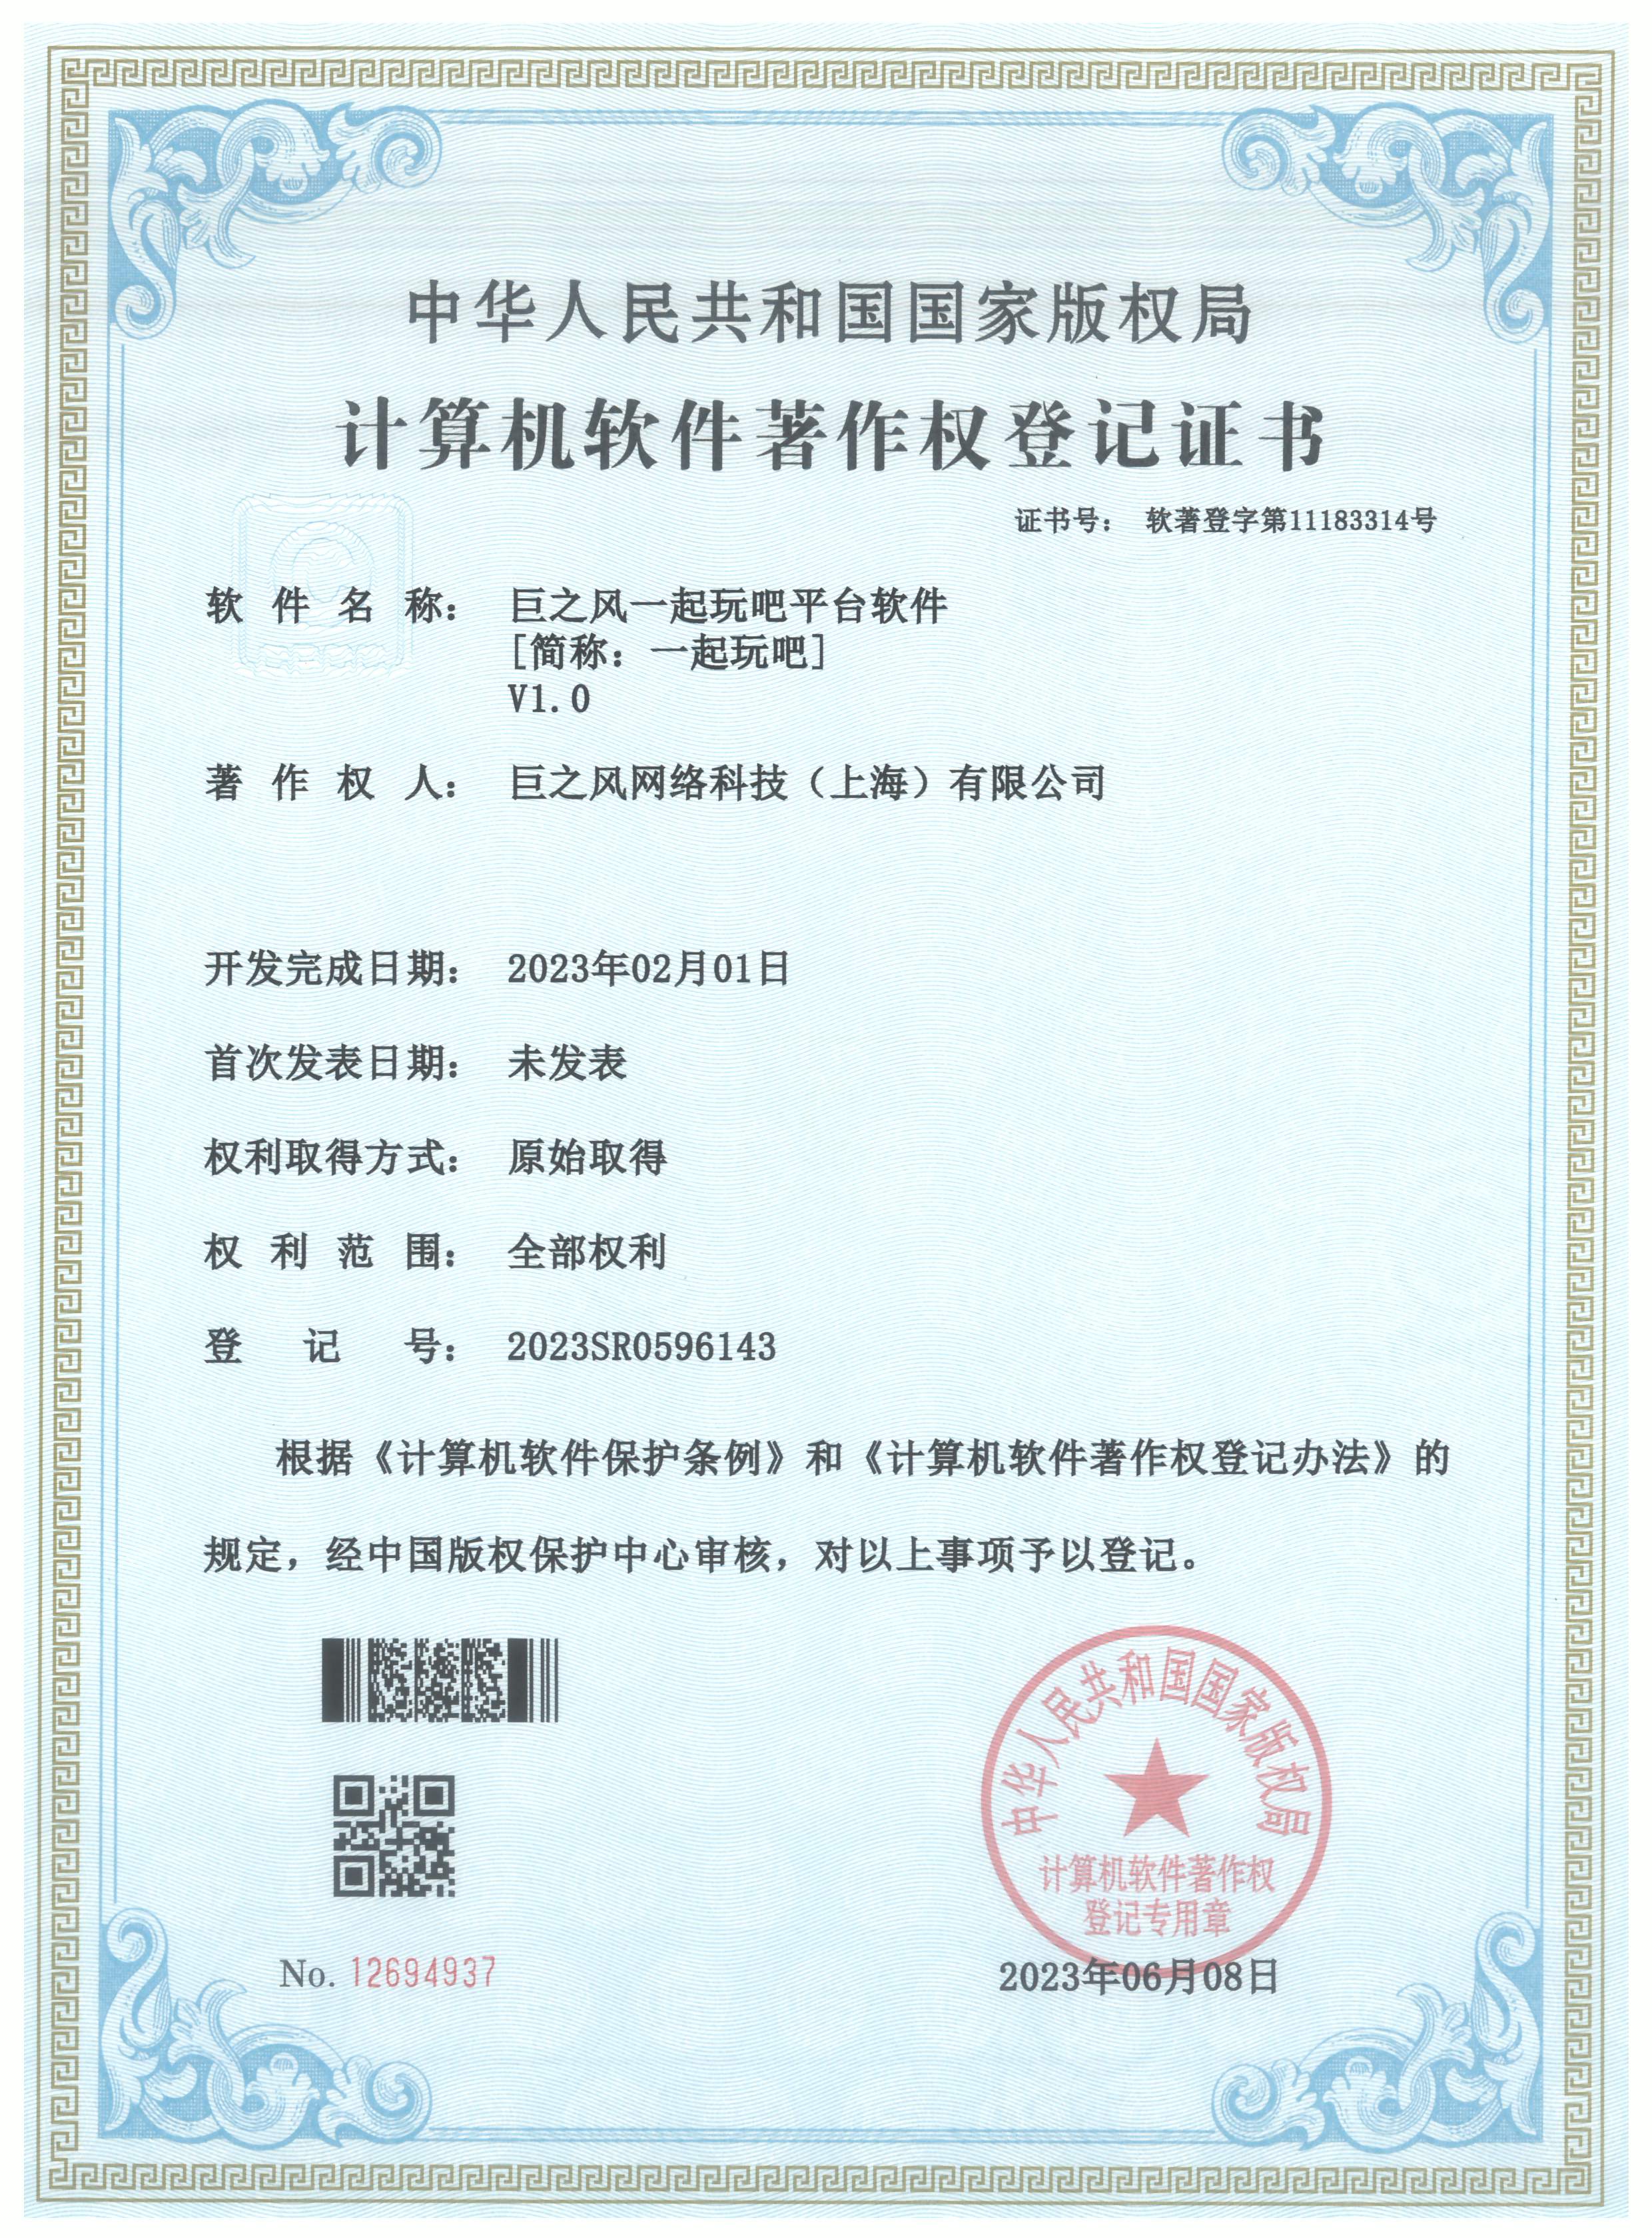 中华人民共和国国家版权局
计算机软件著作权登记证书
证书号： 软著登字第11183314号
软件名称： 巨之风一起玩吧平台软件
[简称：一起玩吧]
V1.0
著作权人： 巨之风网络科技（上海）有限公司
开发完成日期： 2023年02月01日
首次发表日期： 未发表
权利取得方式： 原始取得
权利范围： 全部权利
登记号： 2023SR0596143
根据《计算机软件保护条例》和《计算机软件著作权登记办法》的
规定，经中国版权保护中心审核，对以上事项予以登记。
中华人民共和国国家版权局
计算机软件著作权
登记专用章
No. 12694937
2023年06月08日